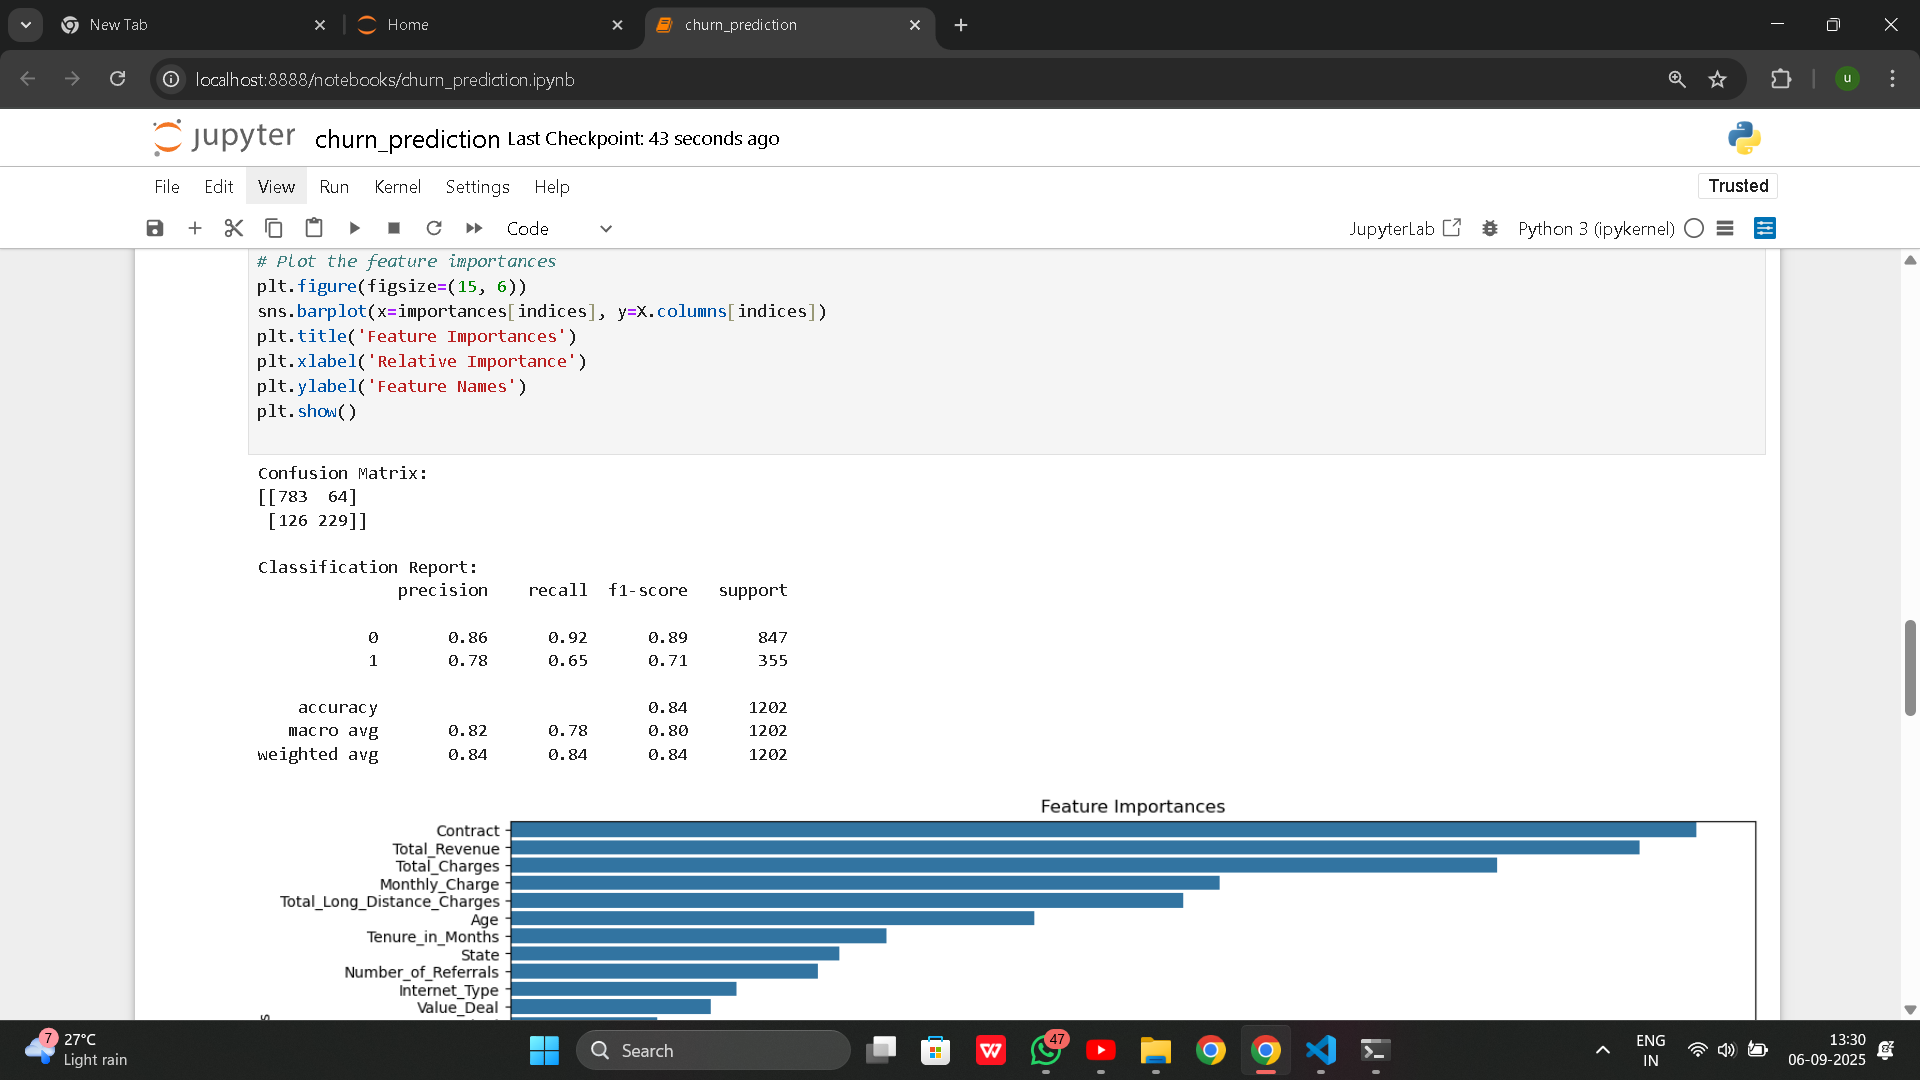 New Tab
Home
churn_prediction
localhost:8888/notebooks/churn_prediction.ipynb
u
jupyter churn_prediction Last Checkpoint: 43 seconds ago
File Edit View Run Kernel Settings Help
Trusted
Code
JupyterLab
Python 3 (ipykernel)
# Plot the feature importances
plt.figure(figsize=(15, 6))
sns.barplot(x=importances[indices], y=X.columns[indices])
plt.title('Feature Importances')
plt.xlabel('Relative Importance')
plt.ylabel('Feature Names')
plt.show()
Confusion Matrix:
[[783  64]
 [126 229]]
Classification Report:
precision recall f1-score support
0 0.86 0.92 0.89 847
1 0.78 0.65 0.71 355
accuracy 0.84 1202
macro avg 0.82 0.78 0.80 1202
weighted avg 0.84 0.84 0.84 1202
Feature Importances
Contract
Total_Revenue
Total_Charges
Monthly_Charge
Total_Long_Distance_Charges
Age
Tenure_in_Months
State
Number_of_Referrals
Internet_Type
Value_Deal
7
27°C
Light rain
Search
W
47
ENG
IN
13:30
06-09-2025